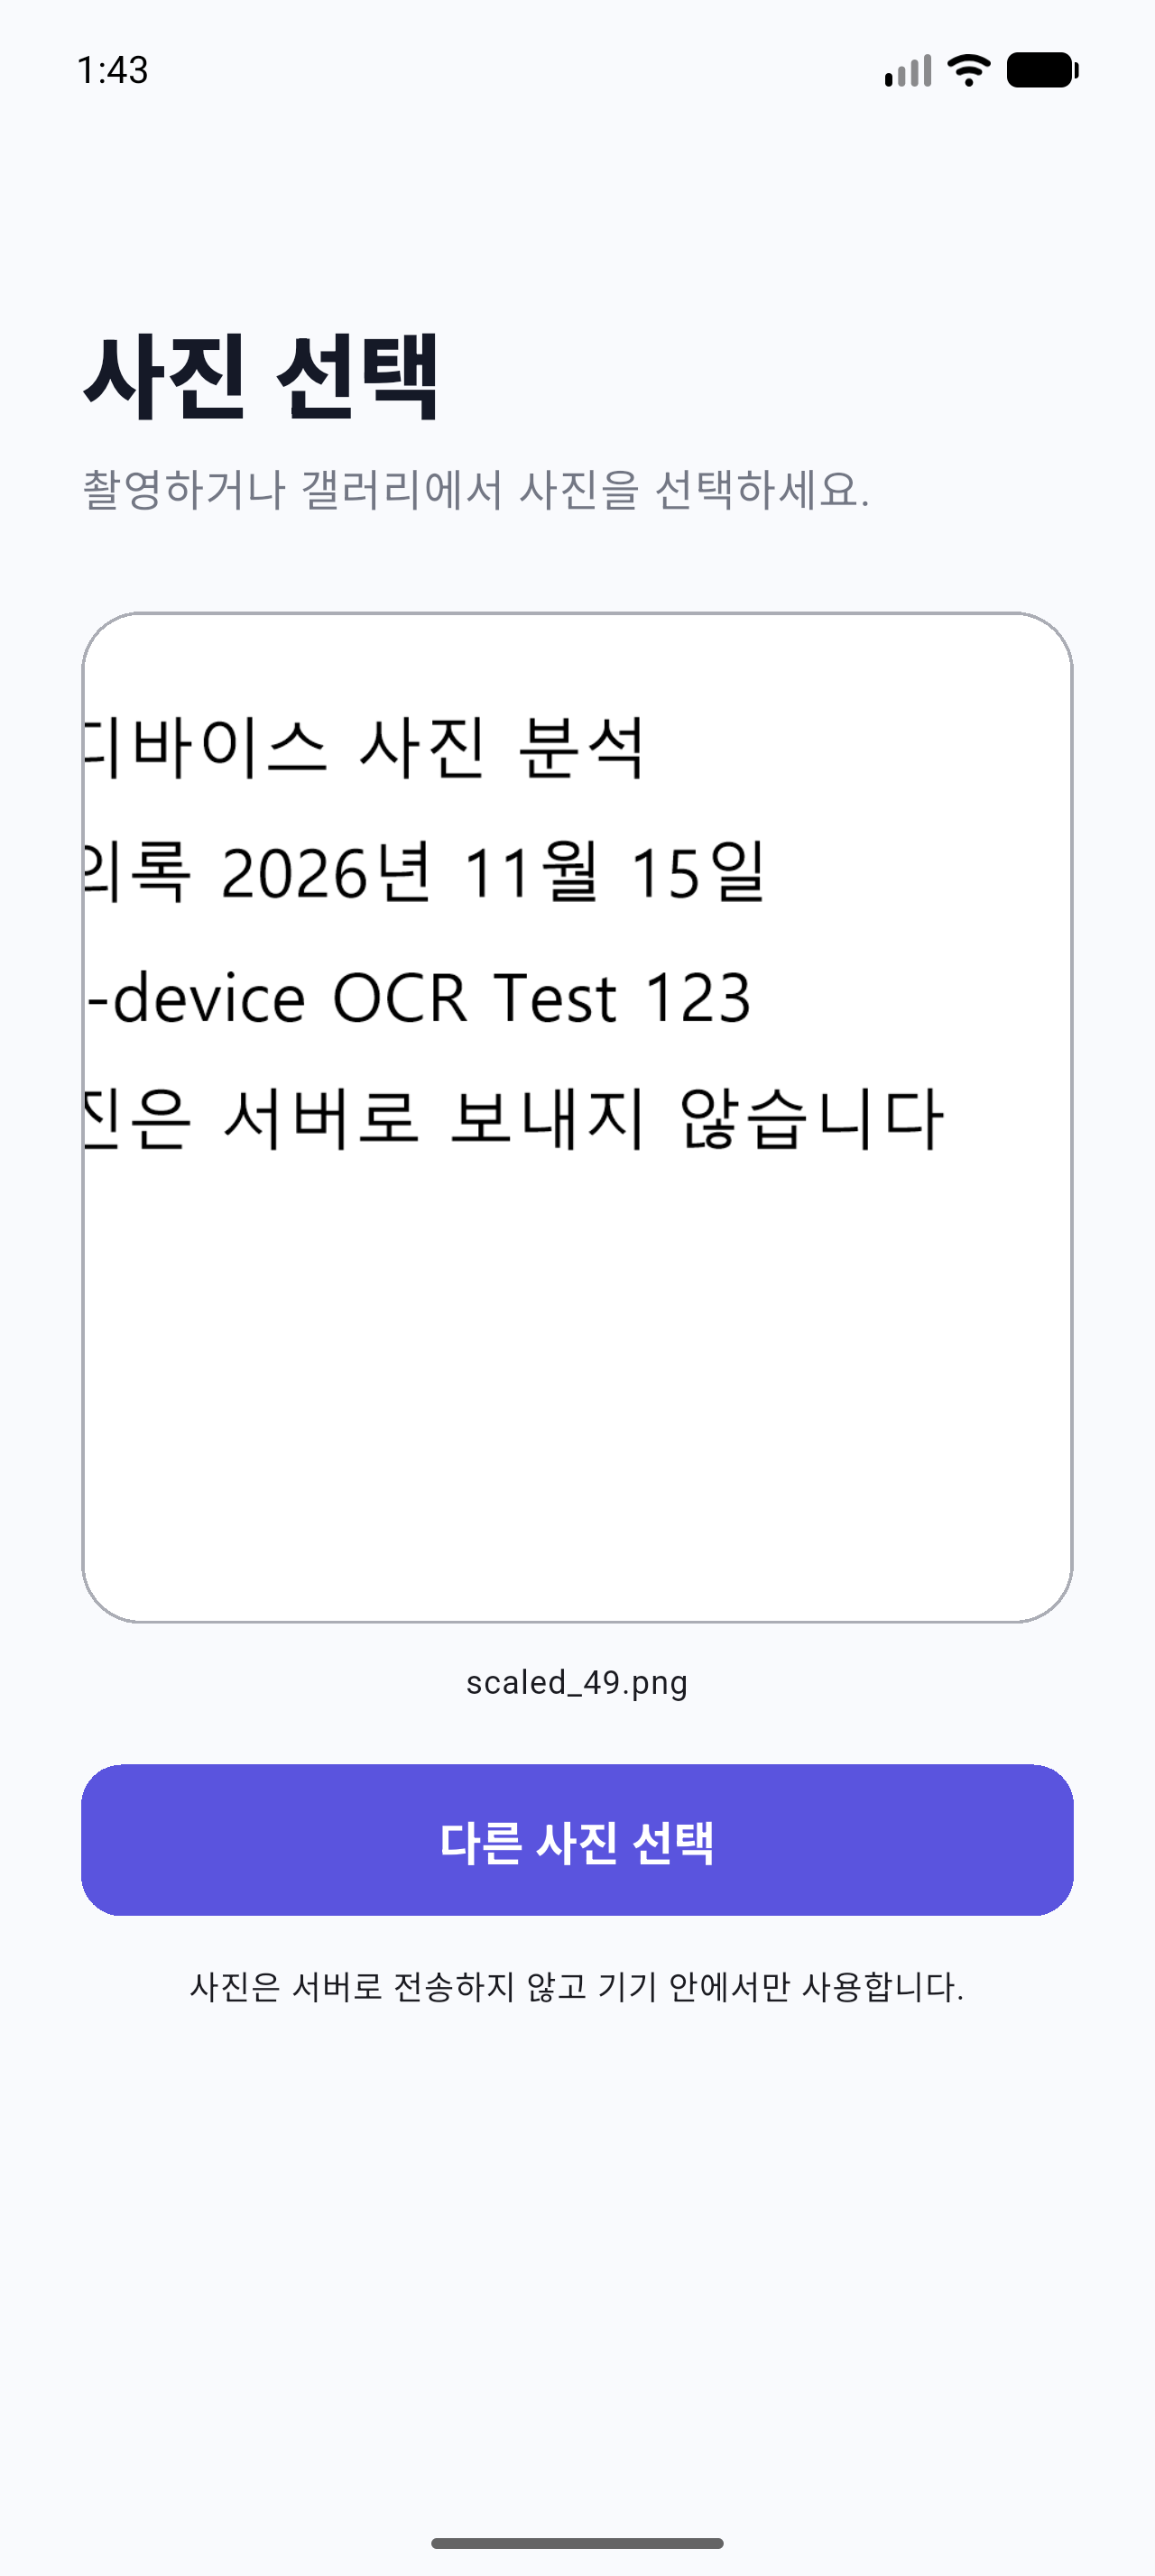 1:43
사진 선택
촬영하거나 갤러리에서 사진을 선택하세요.
디바이스 사진 분석
록 2026년 11월 15일
-device OCR Test 123
은 서버로 보내지 않습니다
scaled_49.png
다른 사진 선택
사진은 서버로 전송하지 않고 기기 안에서만 사용합니다.